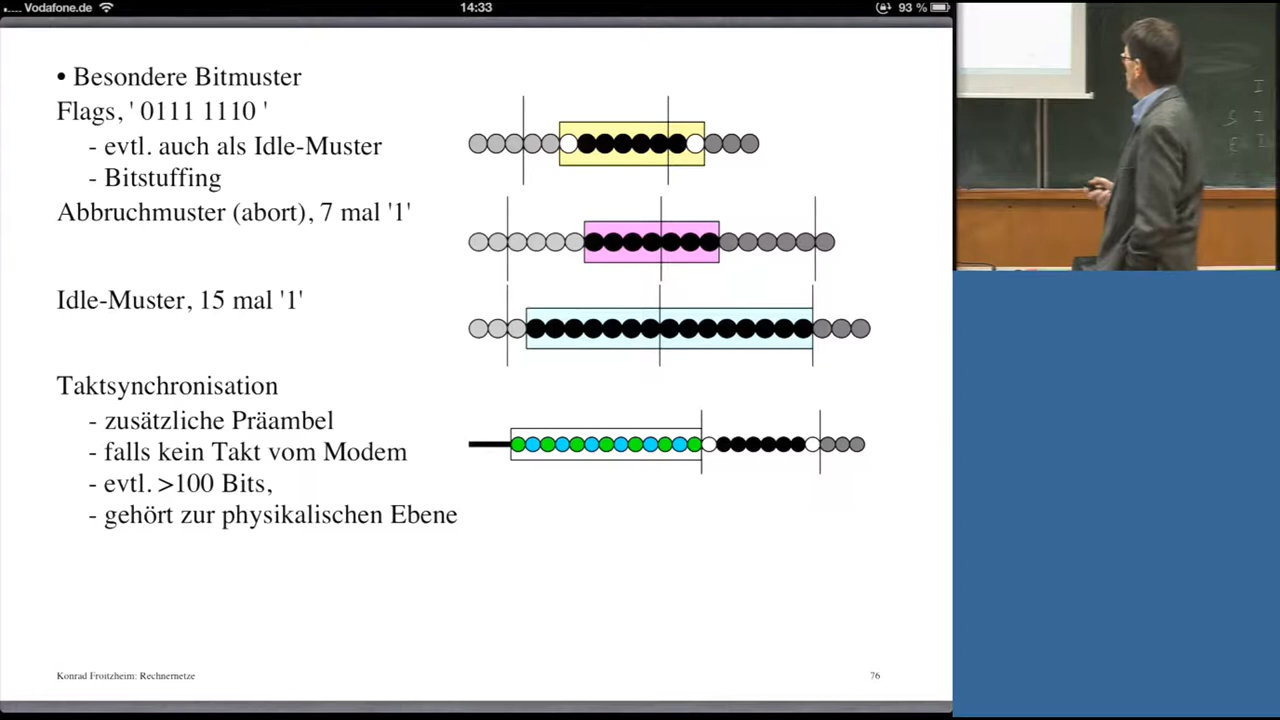 Vodafone.de
14:33
93 %
• Besondere Bitmuster
Flags, ' 0111 1110 '
- evtl. auch als Idle-Muster
- Bitstuffing
Abbruchmuster (abort), 7 mal '1'
Idle-Muster, 15 mal '1'
Taktsynchronisation
- zusätzliche Präambel
- falls kein Takt vom Modem
- evtl. >100 Bits,
- gehört zur physikalischen Ebene
Konrad Froitzheim: Rechnernetze
76